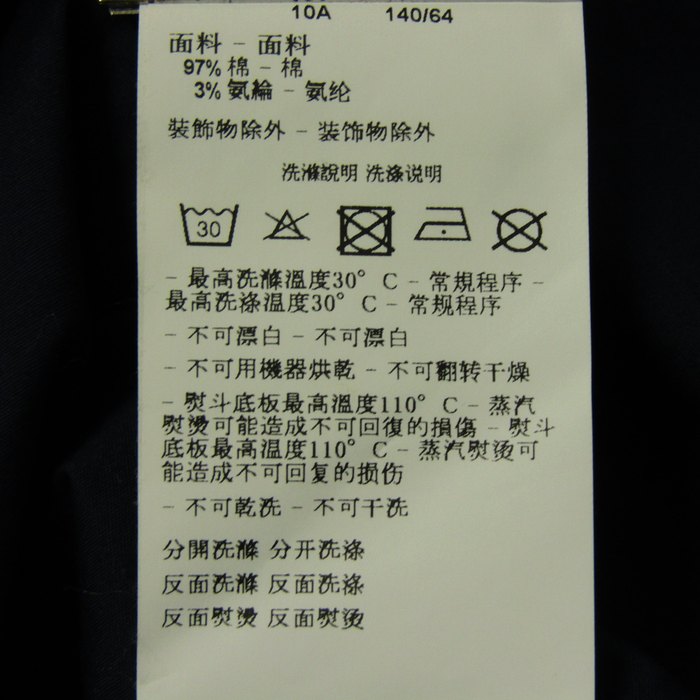 10A 140/64
面料 – 面料
97% 棉 – 棉
3% 氨綸 – 氨纶
裝飾物除外 – 装饰物除外
洗滌說明 洗涤说明
30
– 最高洗滌溫度30° C – 常規程序 –
最高洗涤温度30° C – 常规程序
– 不可漂白 – 不可漂白
– 不可用機器烘乾 – 不可翻转干燥
– 熨斗底板最高溫度110° C – 蒸汽
熨燙可能造成不可回復的損傷 – 熨斗
底板最高温度110° C – 蒸汽熨烫可
能造成不可回复的损伤
– 不可乾洗 – 不可干洗
分開洗滌 分开洗涤
反面洗滌 反面洗涤
反面熨燙 反面熨烫